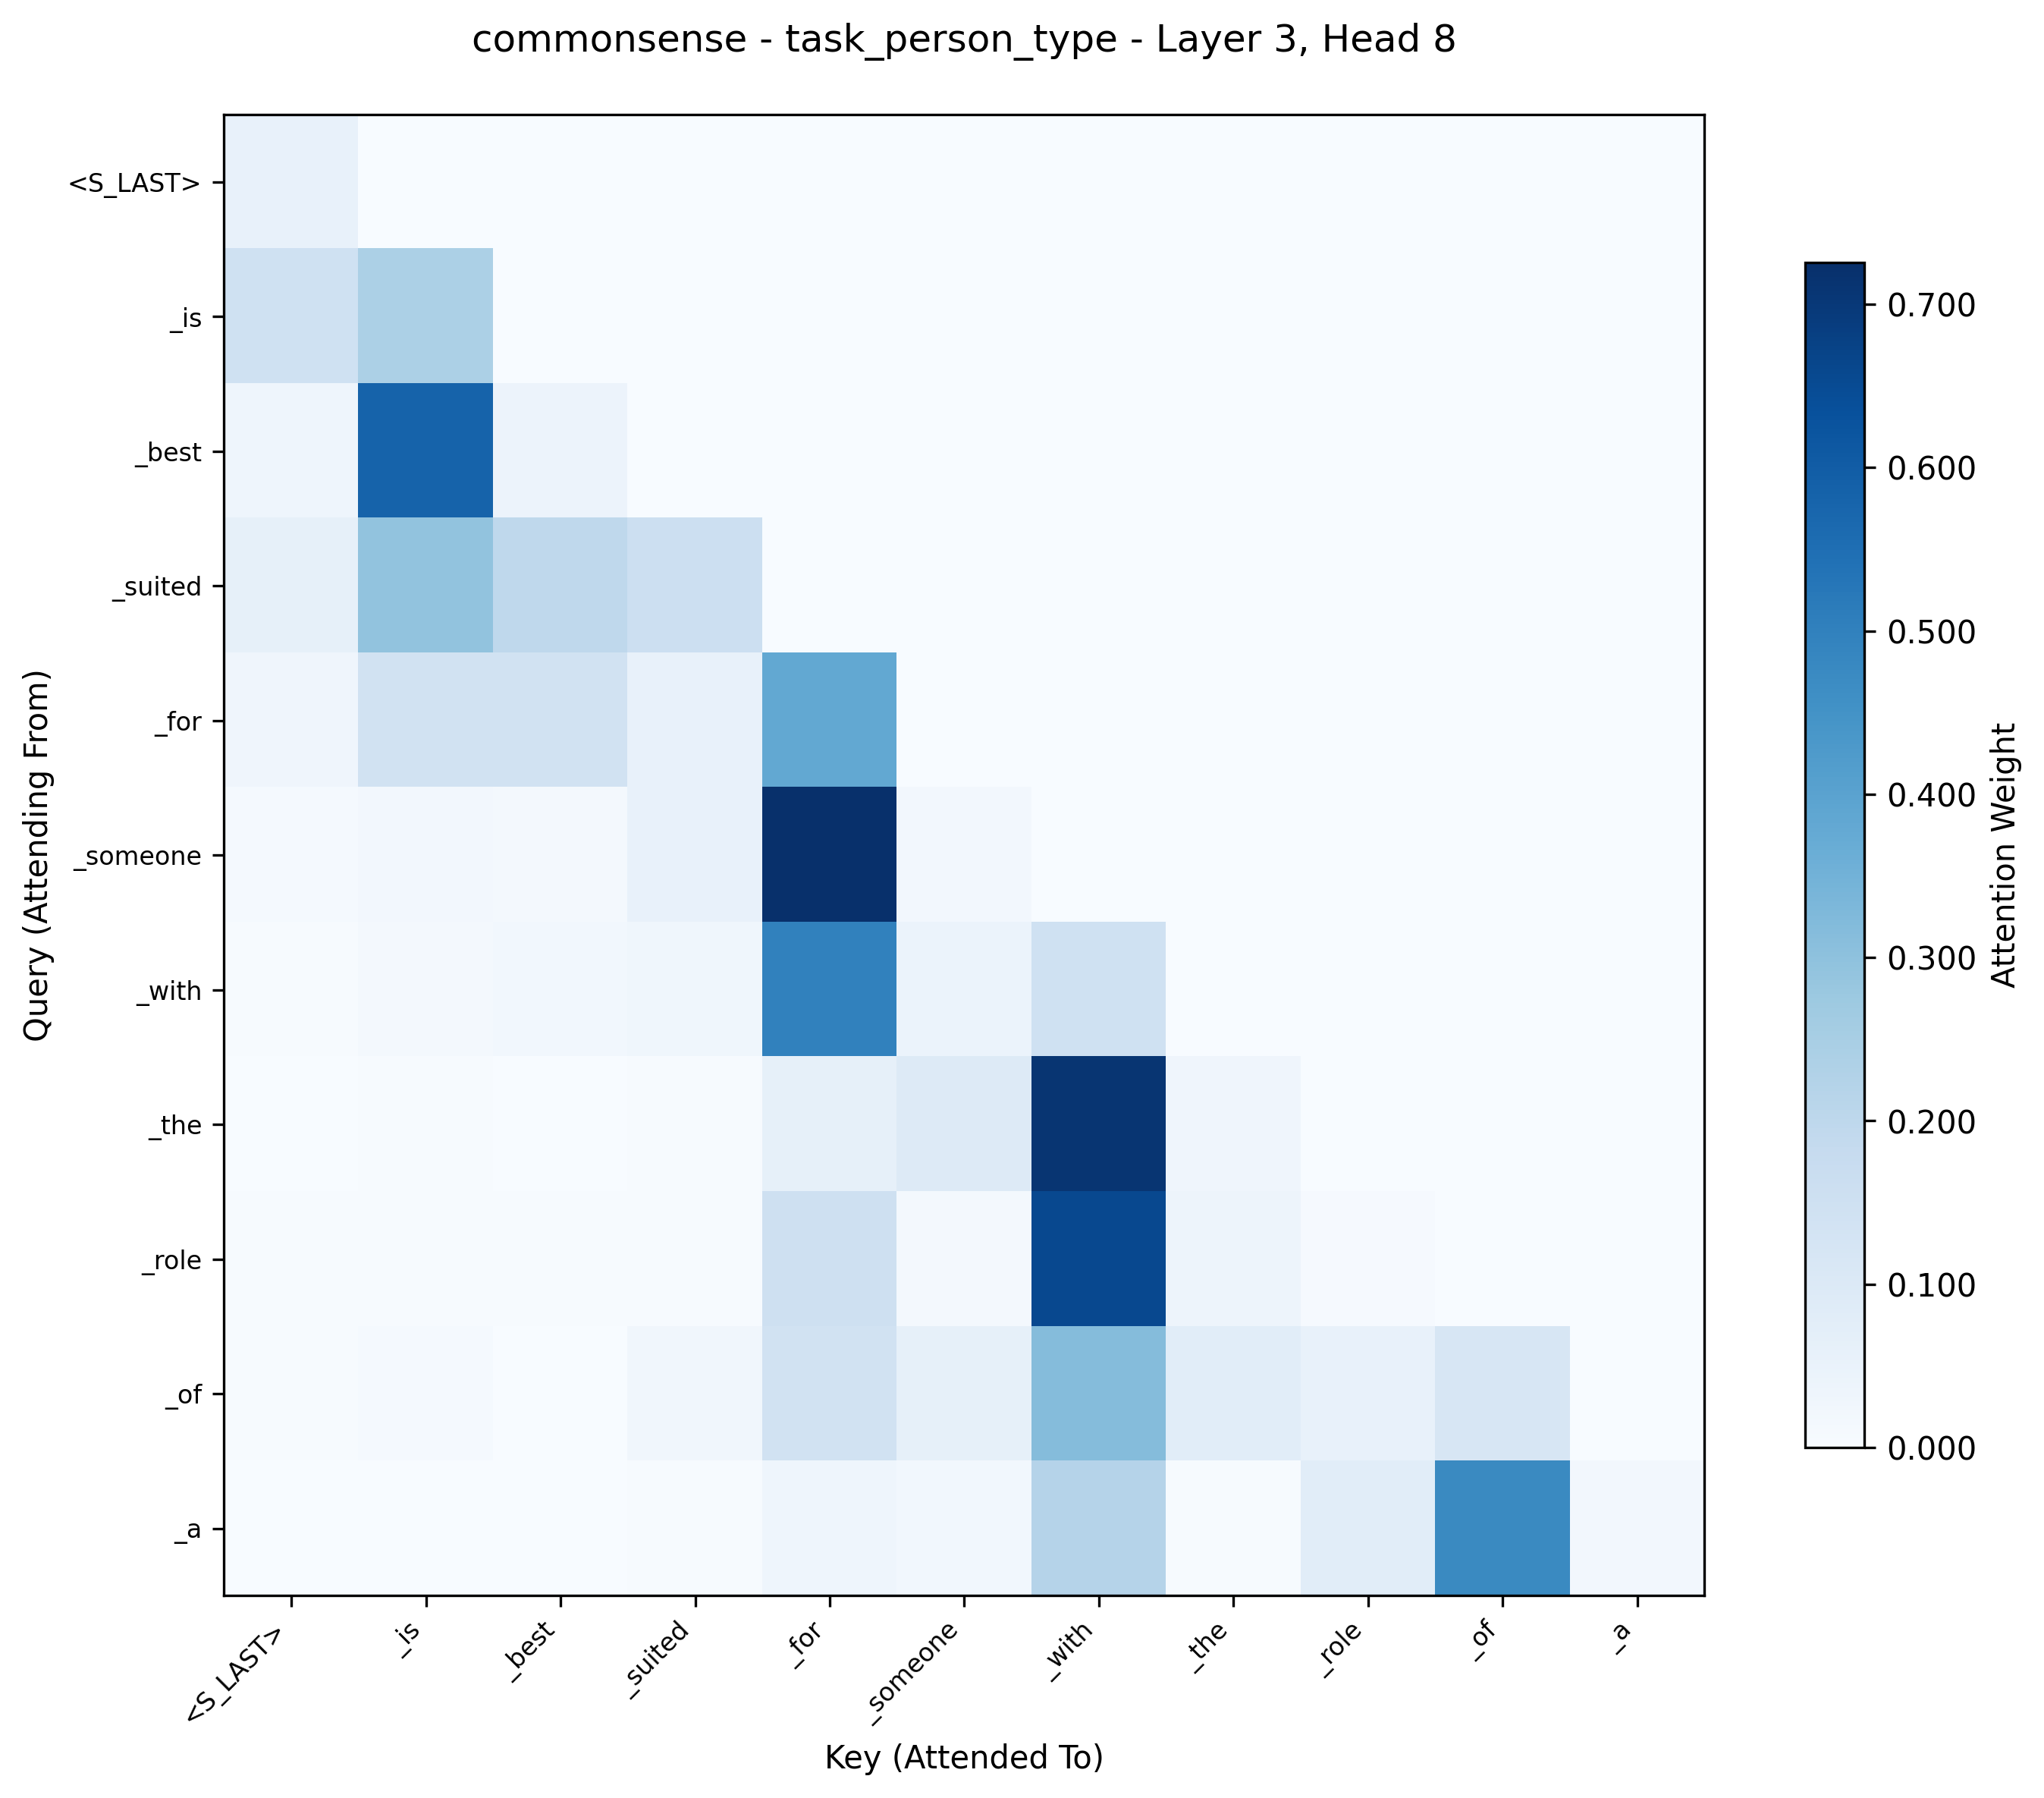 commonsense - task_person_type - Layer 3, Head 8
Query (Attending From)
<S_LAST>
_is
_best
_suited
_for
_someone
_with
_the
_role
_of
_a
<S_LAST>
_is
_best
_suited
_for
_someone
_with
_the
_role
_of
_a
Key (Attended To)
0.700
0.600
0.500
0.400
0.300
0.200
0.100
0.000
Attention Weight